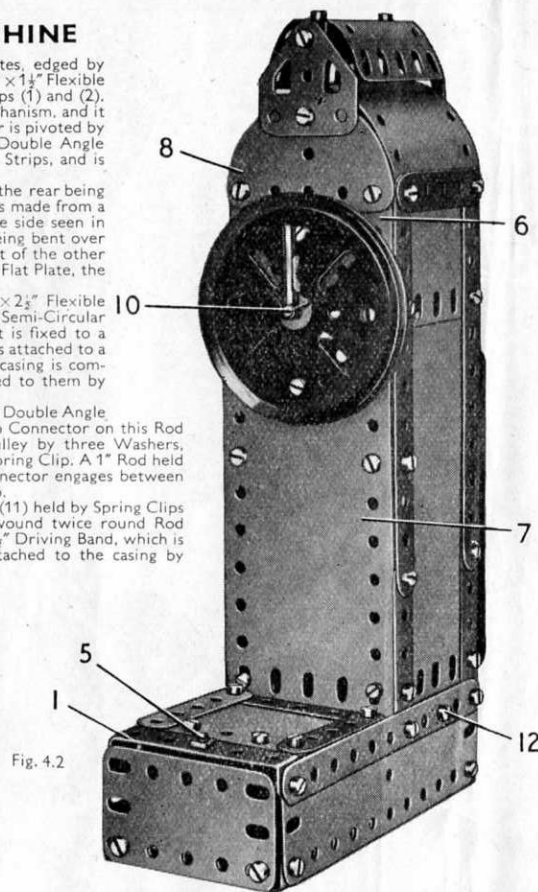 HINE
tes, edged by
×1½″ Flexible
ps (1) and (2).
hanism, and it
r is pivoted by
Double Angle
Strips, and is
the rear being
s made from a
e side seen in
eing bent over
t of the other
Flat Plate, the
×2½″ Flexible
Semi-Circular
t is fixed to a
s attached to a
casing is com-
ed to them by
Double Angle
o Connector on this Rod
ulley by three Washers,
pring Clip. A 1″ Rod held
nnector engages between
(11) held by Spring Clips
wound twice round Rod
½″ Driving Band, which is
tached to the casing by
8
6
10
7
5
1
12
Fig. 4.2